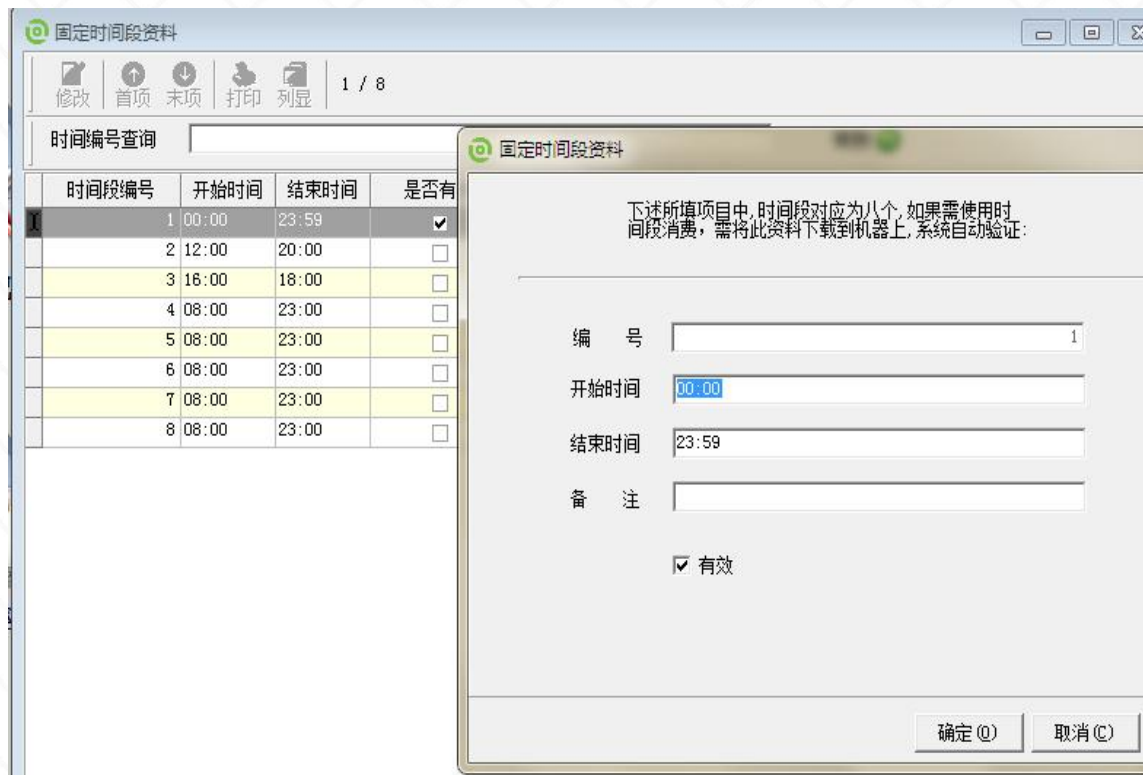 固定时间段资料
修改 首项 末项 打印 列显 1 / 8
时间编号查询
时间段编号 开始时间 结束时间 是否有
1 00:00 23:59
2 12:00 20:00
3 16:00 18:00
4 08:00 23:00
5 08:00 23:00
6 08:00 23:00
7 08:00 23:00
8 08:00 23:00
固定时间段资料
下述所填项目中,时间段对应为八个,如果需使用时
间段消费，需将此资料下载到机器上,系统自动验证:
编 号 1
开始时间 00:00
结束时间 23:59
备 注
有效
确定(O) 取消(C)